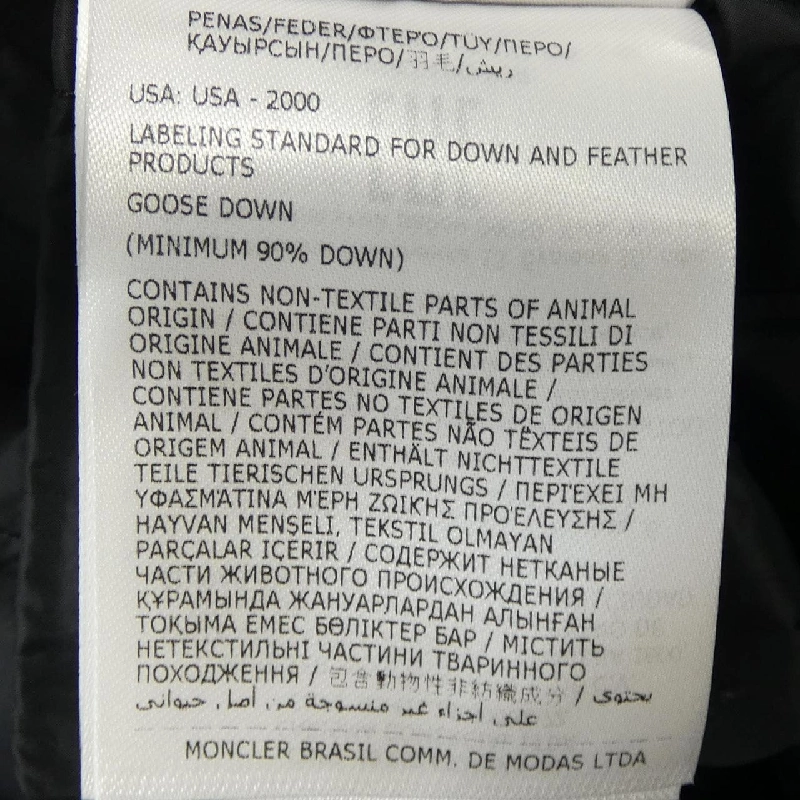 PENAS/FEDER/ΦΤΕΡΌ/TÜY/ПЕРО/
ҚАУЫРСЫН/ПЕРО/羽毛/ريش
USA: USA - 2000
LABELING STANDARD FOR DOWN AND FEATHER
PRODUCTS
GOOSE DOWN
(MINIMUM 90% DOWN)
CONTAINS NON-TEXTILE PARTS OF ANIMAL
ORIGIN / CONTIENE PARTI NON TESSILI DI
ORIGINE ANIMALE / CONTIENT DES PARTIES
NON TEXTILES D'ORIGINE ANIMALE /
CONTIENE PARTES NO TEXTILES DE ORIGEN
ANIMAL / CONTÉM PARTES NÃO TÊXTEIS DE
ORIGEM ANIMAL / ENTHÄLT NICHTTEXTILE
TEILE TIERISCHEN URSPRUNGS / ΠΕΡΙΈΧΕΙ ΜΗ
ΥΦΑΣΜΆΤΙΝΑ ΜΈΡΗ ΖΩΙΚΉΣ ΠΡΟΈΛΕΥΣΗΣ /
HAYVAN MENŞELI, TEKSTIL OLMAYAN
PARÇALAR IÇERIR / СОДЕРЖИТ НЕТКАНЫЕ
ЧАСТИ ЖИВОТНОГО ПРОИСХОЖДЕНИЯ /
ҚҰРАМЫНДА ЖАНУАРЛАРДАН АЛЫНҒАН
ТОҚЫМА ЕМЕС БӨЛІКТЕР БАР / МІСТИТЬ
НЕТЕКСТИЛЬНІ ЧАСТИНИ ТВАРИННОГО
ПОХОДЖЕННЯ / 包含動物性非紡織成分 / يحتوي
على اجزاء غير منسوجة من اصل حيواني
MONCLER BRASIL COMM. DE MODAS LTDA